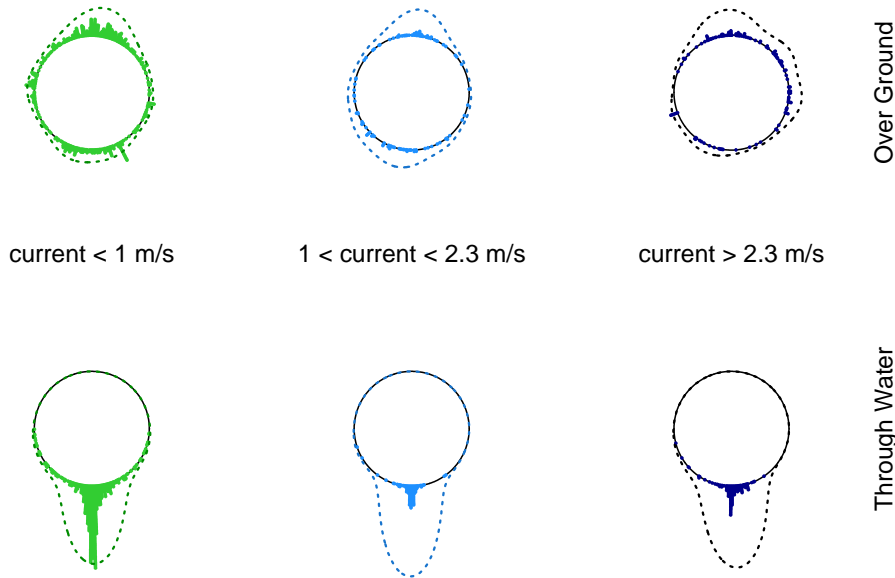 Over Ground
current < 1 m/s
1 < current < 2.3 m/s
current > 2.3 m/s
Through Water